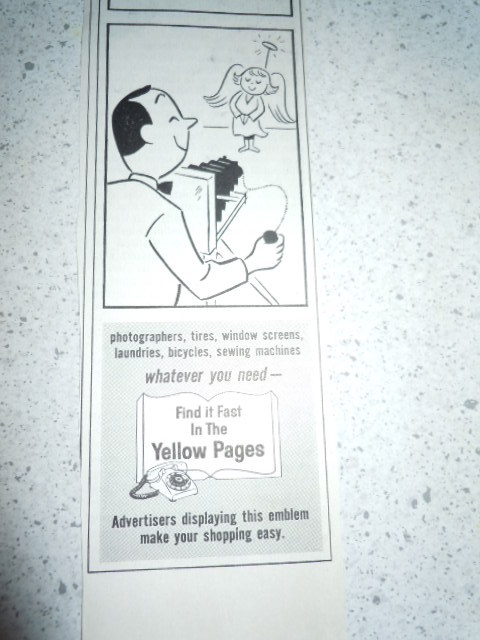 photographers, tires, window screens,
laundries, bicycles, sewing machines
whatever you need—
Find it Fast
In The
Yellow Pages
Advertisers displaying this emblem
make your shopping easy.